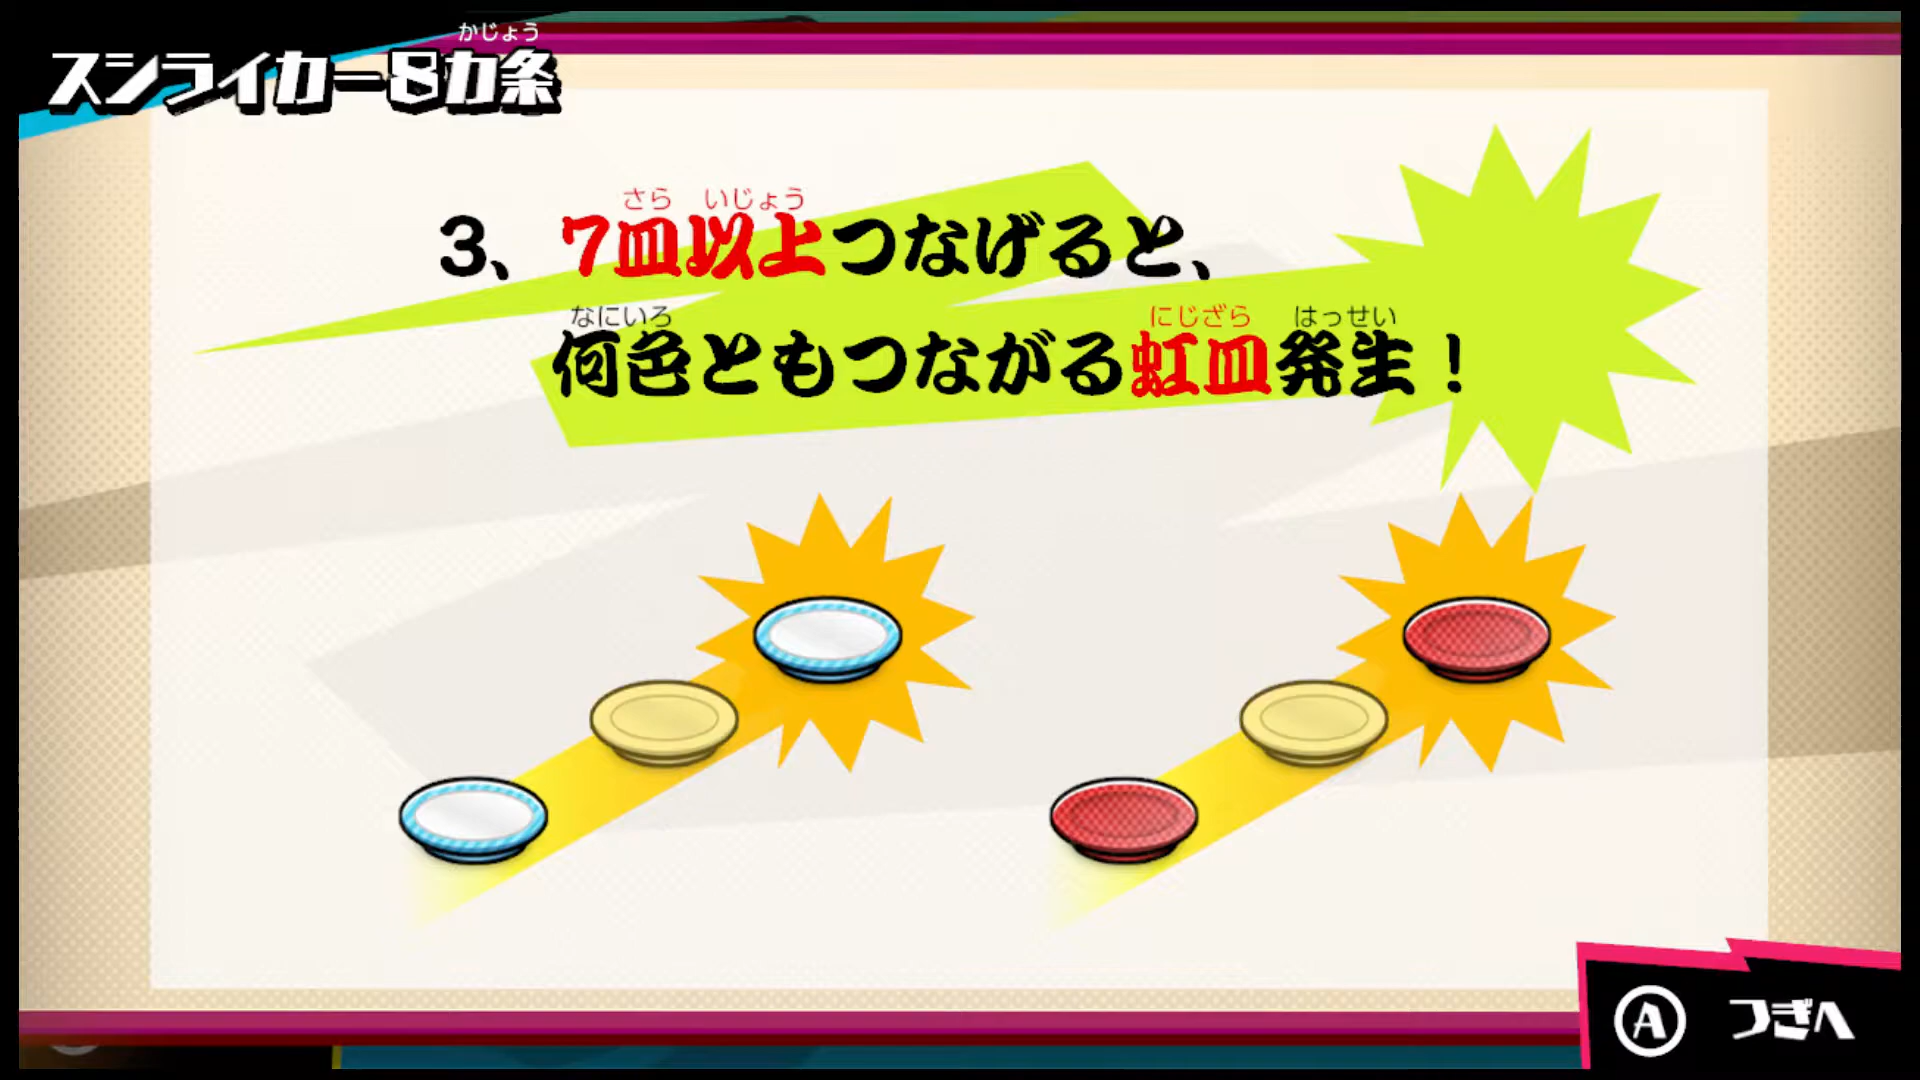 かじょう
スシライカー8カ条
さら いじょう
3、7皿以上つなげると、
なにいろ にじざら はっせい
何色ともつながる虹皿発生！
A つぎへ